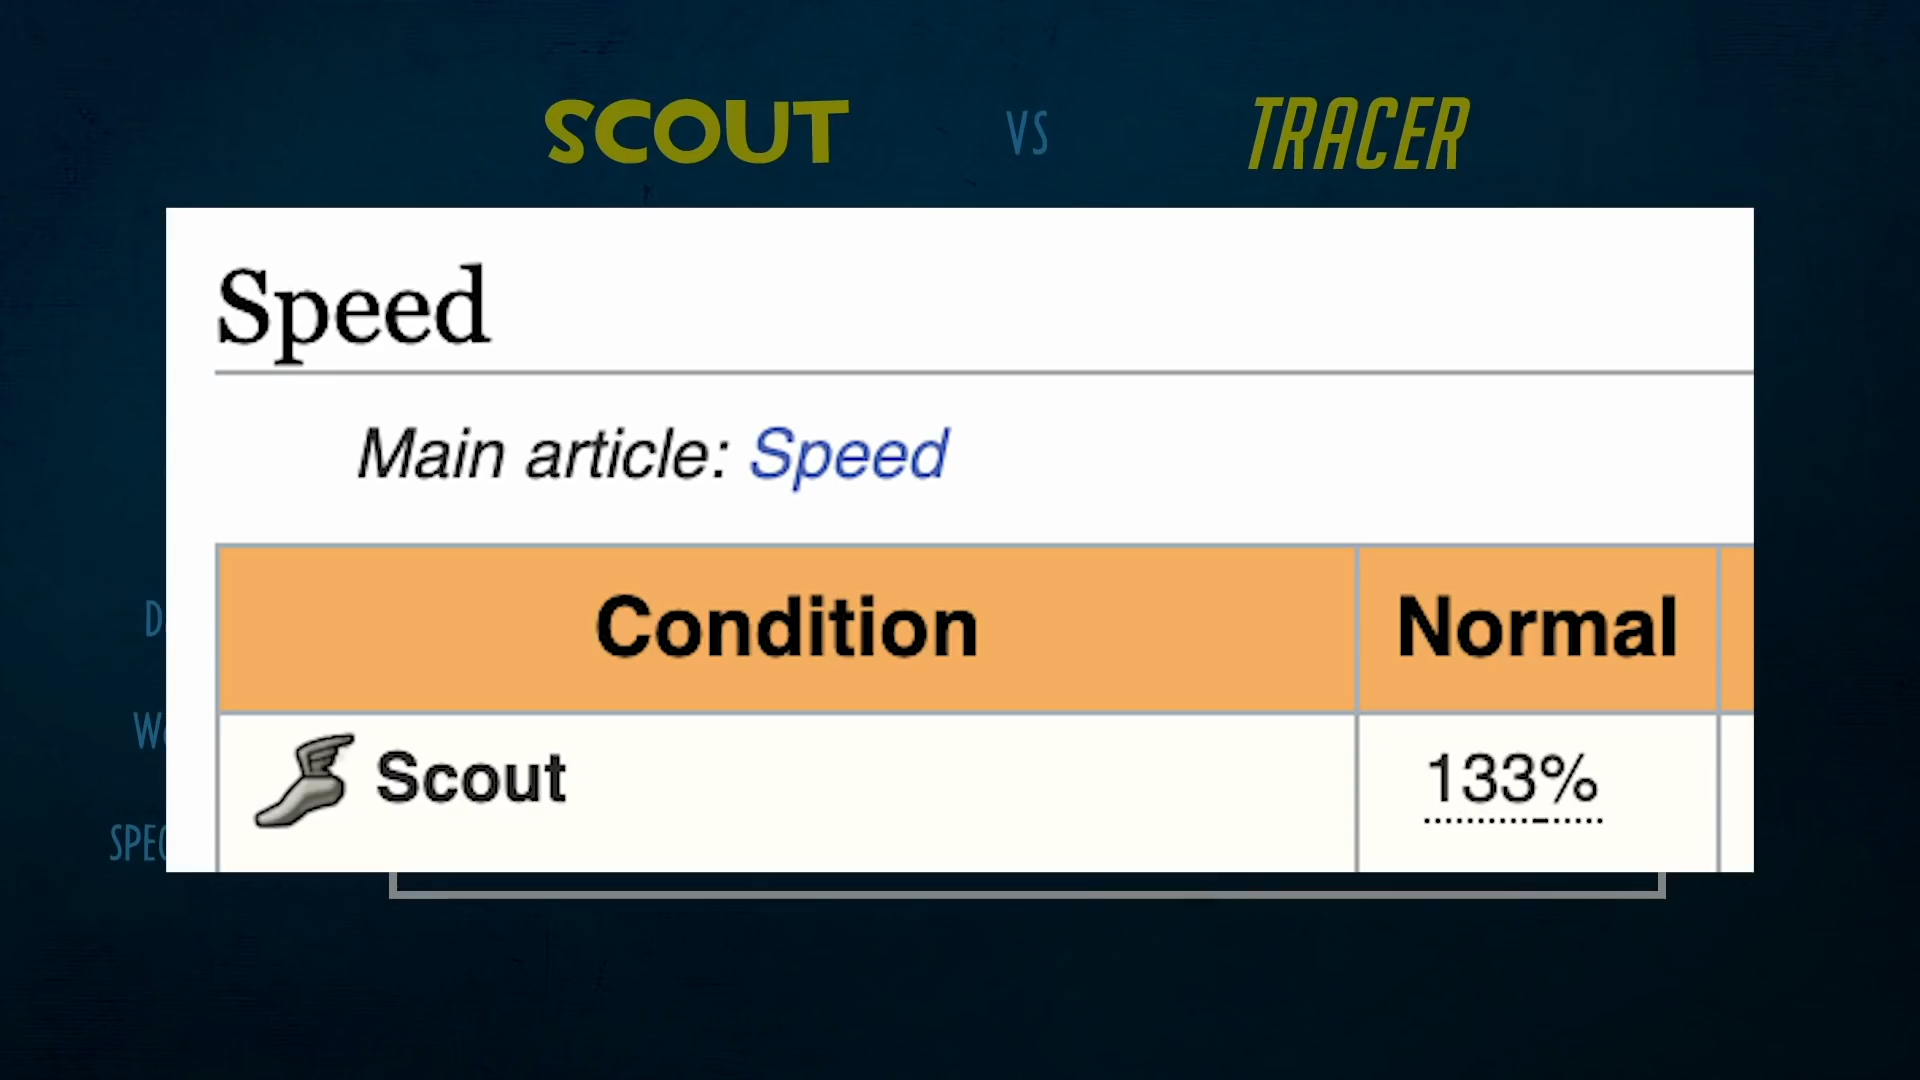 SCOUT VS TRACER
Speed
Main article: Speed
Condition Normal
Scout 133%